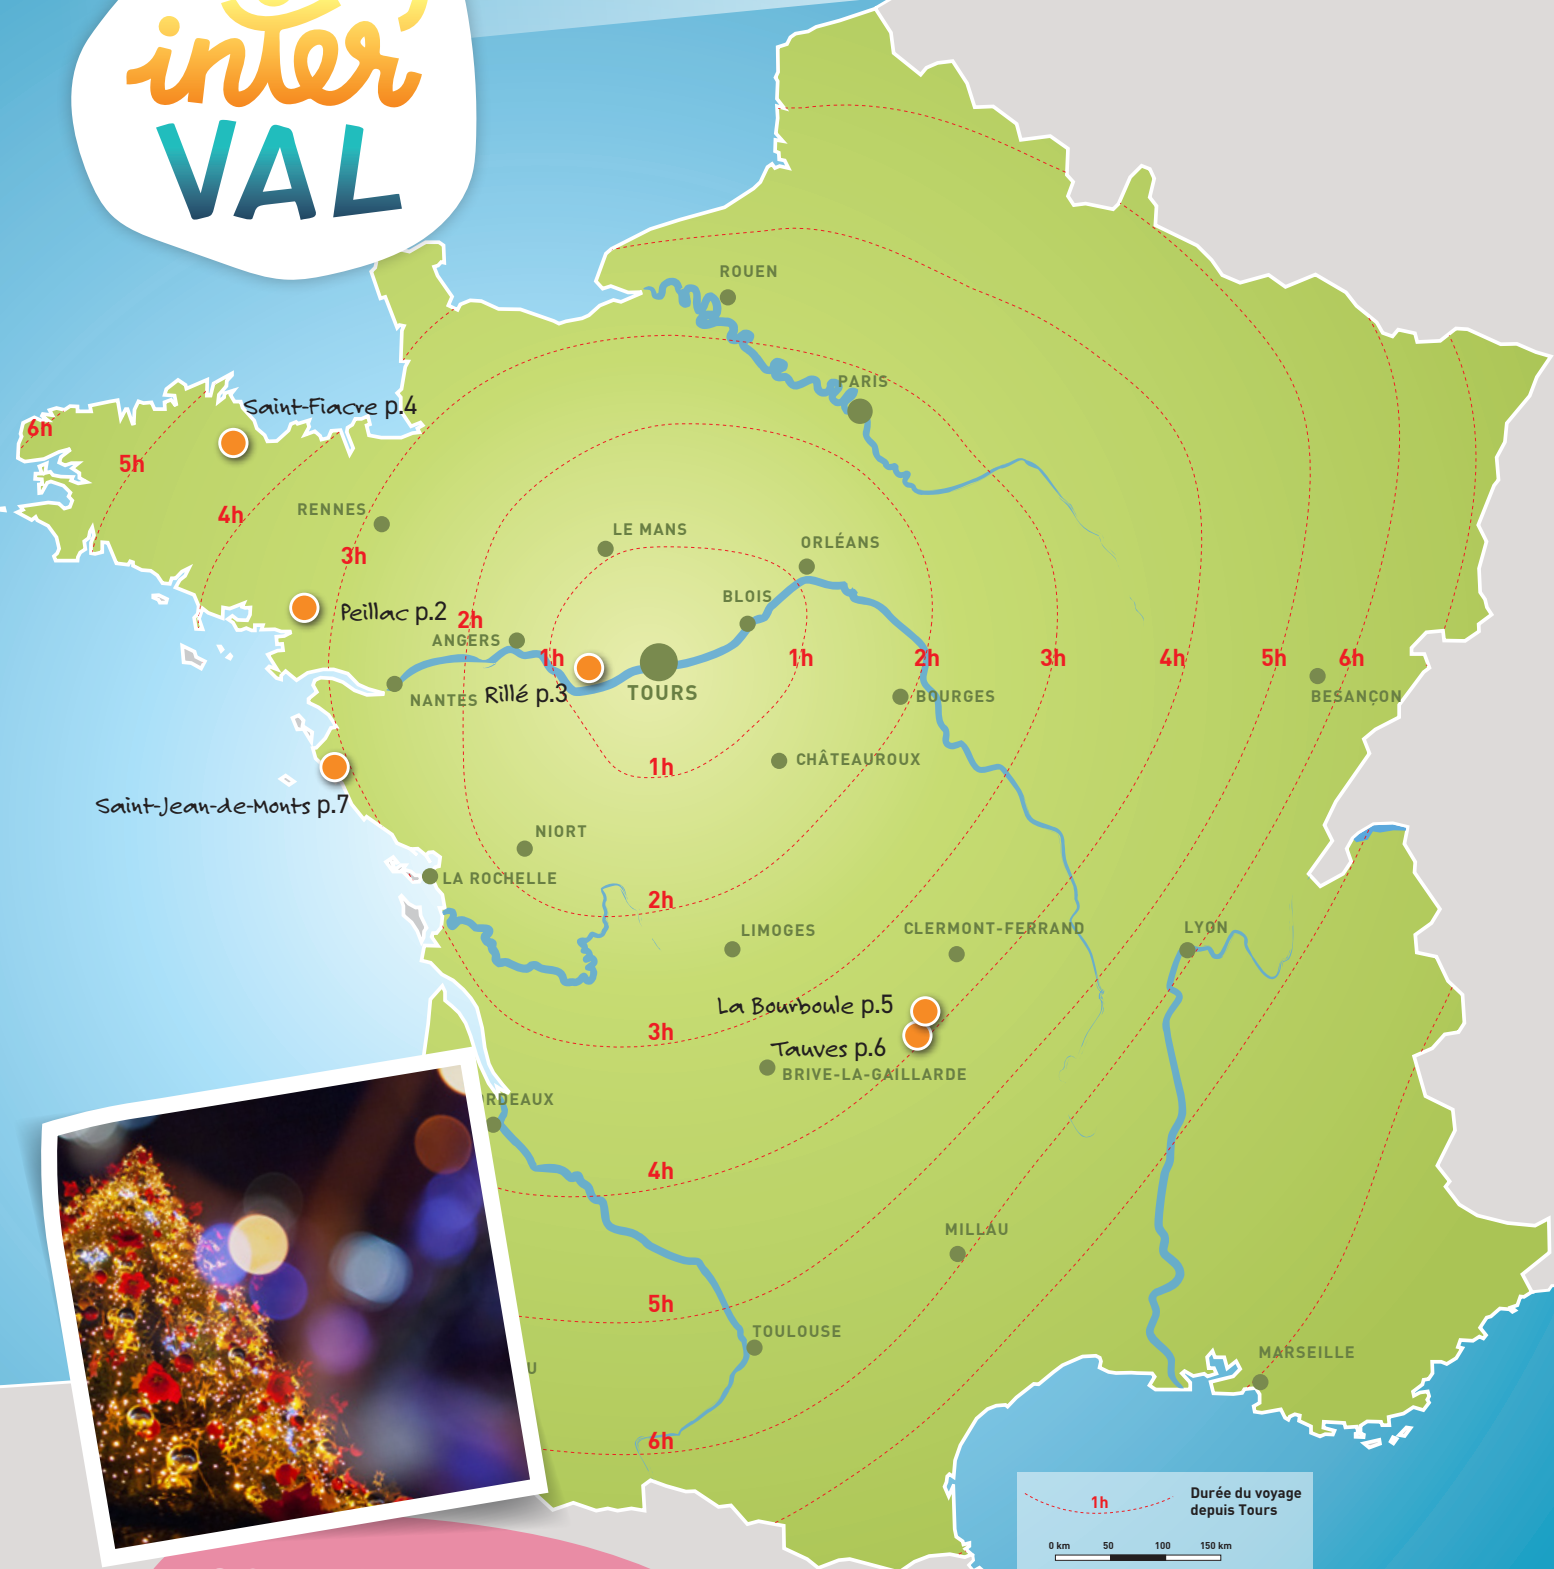 inter
VAL
ROUEN
PARIS
Saint-Fiacre p.4
6h
5h
4h
RENNES
3h
LE MANS
ORLÉANS
BLOIS
Peillac p.2
2h
ANGERS
1h
1h
2h
3h
4h
5h
6h
NANTES
Rillé p.3
TOURS
BOURGES
BESANÇON
1h
CHÂTEAUROUX
Saint-Jean-de-Monts p.7
NIORT
LA ROCHELLE
2h
LIMOGES
CLERMONT-FERRAND
LYON
La Bourboule p.5
3h
Tauves p.6
BRIVE-LA-GAILLARDE
RDEAUX
4h
MILLAU
5h
TOULOUSE
MARSEILLE
U
6h
1h
Durée du voyage
depuis Tours
0 km 50 100 150 km